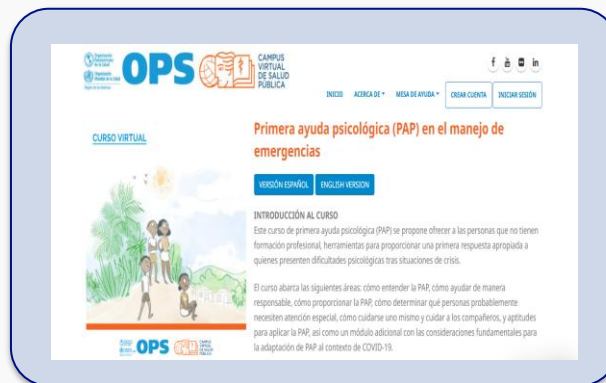 Organización Panamericana de la Salud
OPS
CAMPUS
VIRTUAL
DE SALUD
PÚBLICA
INICIO ACERCA DE MESA DE AYUDA CREAR CUENTA INICIAR SESIÓN
CURSO VIRTUAL
Primera ayuda psicológica (PAP) en el manejo de
emergencias
VERSIÓN ESPAÑOL ENGLISH VERSION
INTRODUCCIÓN AL CURSO
Este curso de primera ayuda psicológica (PAP) se propone ofrecer a las personas que no tienen
formación profesional, herramientas para proporcionar una primera respuesta apropiada a
quienes presenten dificultades psicológicas tras situaciones de crisis.
El curso abarca las siguientes áreas: cómo entender la PAP, cómo ayudar de manera
responsable, cómo proporcionar la PAP, cómo determinar qué personas probablemente
necesiten atención especial, cómo cuidarse uno mismo y cuidar a los compañeros, y aptitudes
para aplicar la PAP, así como un módulo adicional con las consideraciones fundamentales para
la adaptación de PAP al contexto de COVID-19.
OPS